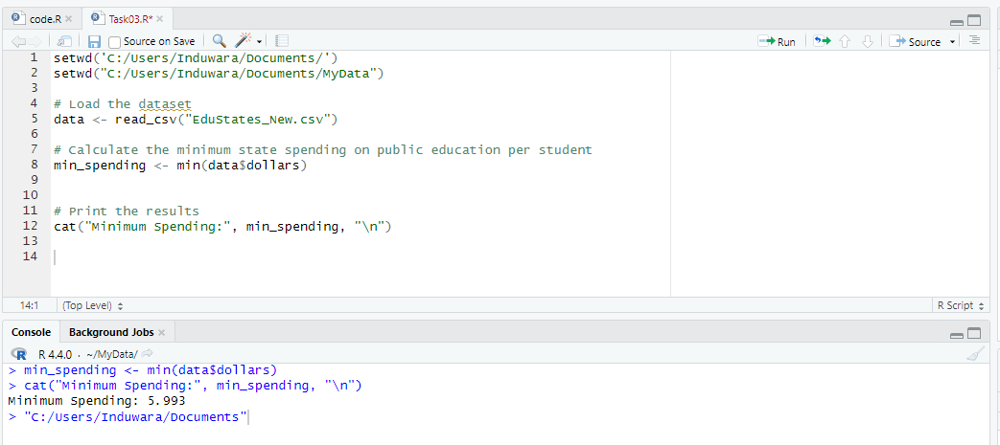 code.R
Task03.R*
Source on Save
Run
Source
1 setwd('C:/Users/Induwara/Documents/')
2 setwd("C:/Users/Induwara/Documents/MyData")
3
4 # Load the dataset
5 data <- read_csv("EduStates_New.csv")
6
7 # Calculate the minimum state spending on public education per student
8 min_spending <- min(data$dollars)
9
10
11 # Print the results
12 cat("Minimum Spending:", min_spending, "\n")
13
14
14:1 (Top Level) R Script
Console Background Jobs
R 4.4.0 · ~/MyData/
> min_spending <- min(data$dollars)
> cat("Minimum Spending:", min_spending, "\n")
Minimum Spending: 5.993
> "C:/Users/Induwara/Documents"